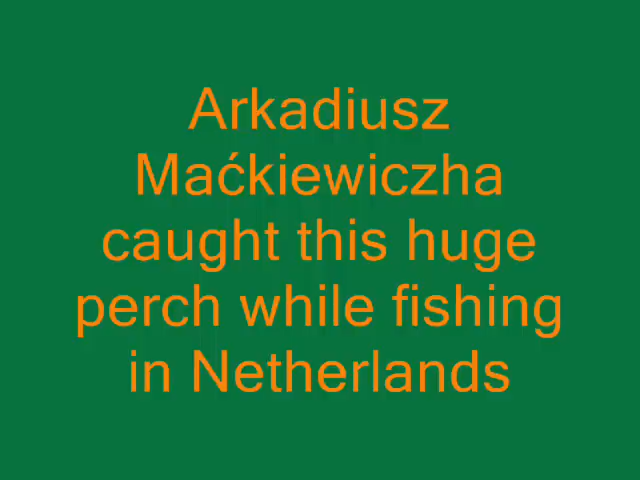 Arkadiusz
Maćkiewiczha
caught this huge
perch while fishing
in Netherlands